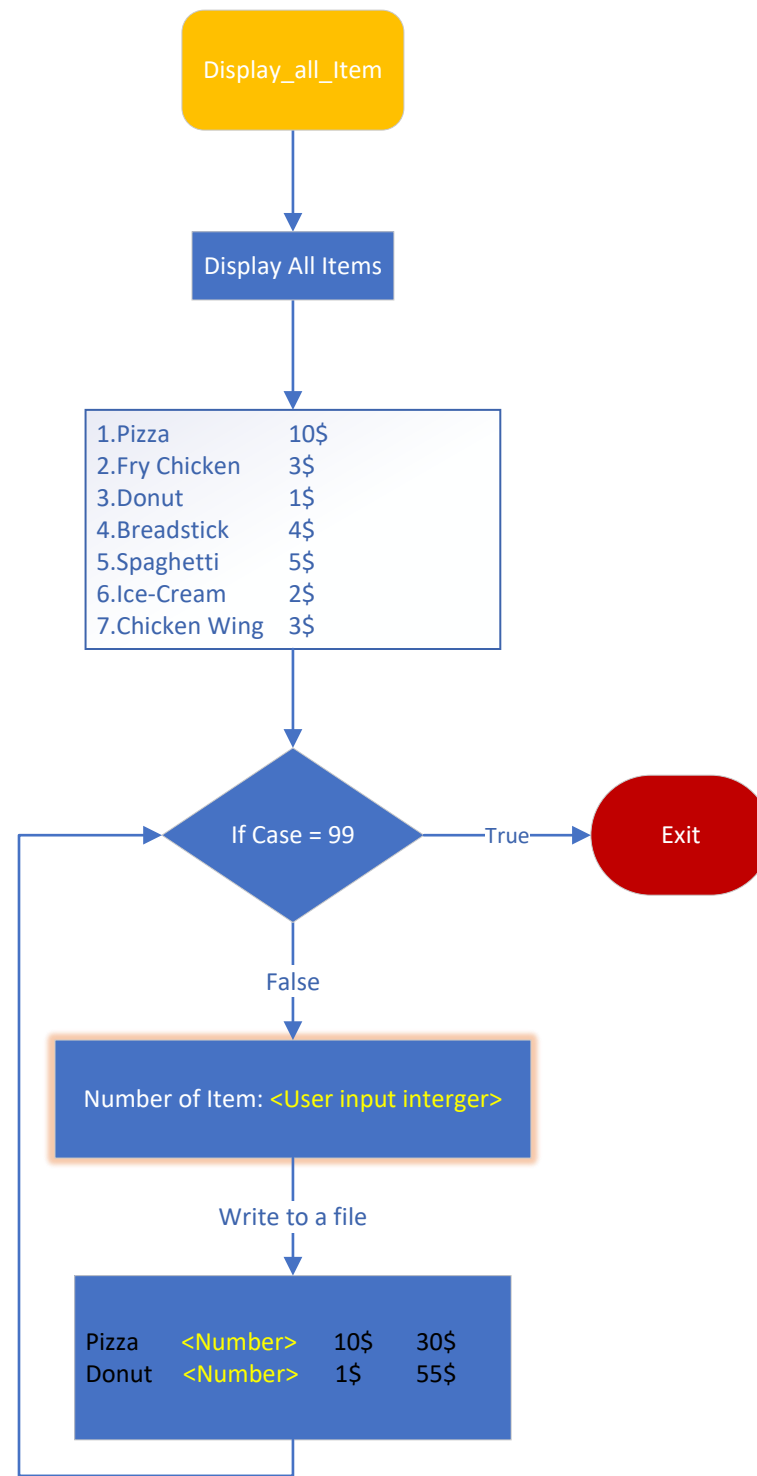 Display_all_Item
Display All Items
1.Pizza 10$
2.Fry Chicken 3$
3.Donut 1$
4.Breadstick 4$
5.Spaghetti 5$
6.Ice-Cream 2$
7.Chicken Wing 3$
If Case = 99
True
Exit
False
Number of Item: <User input interger>
Write to a file
Pizza <Number> 10$ 30$
Donut <Number> 1$ 55$